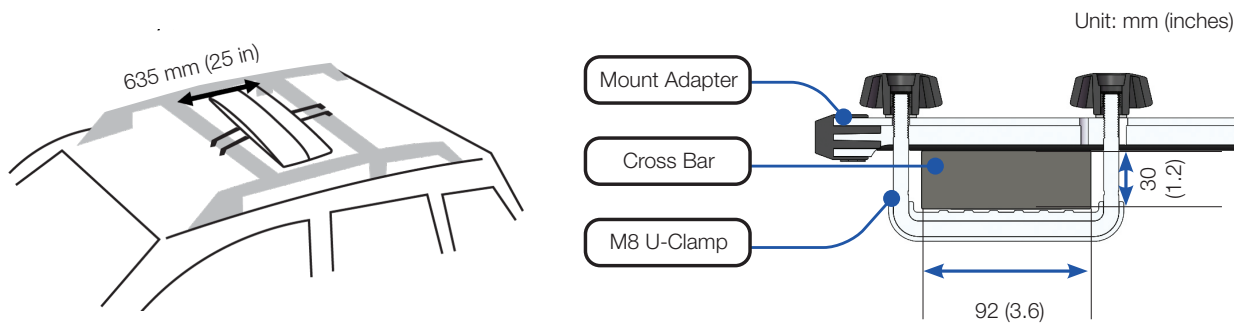 Unit: mm (inches)
635 mm (25 in)
Mount Adapter
Cross Bar
M8 U-Clamp
30
(1.2)
92 (3.6)